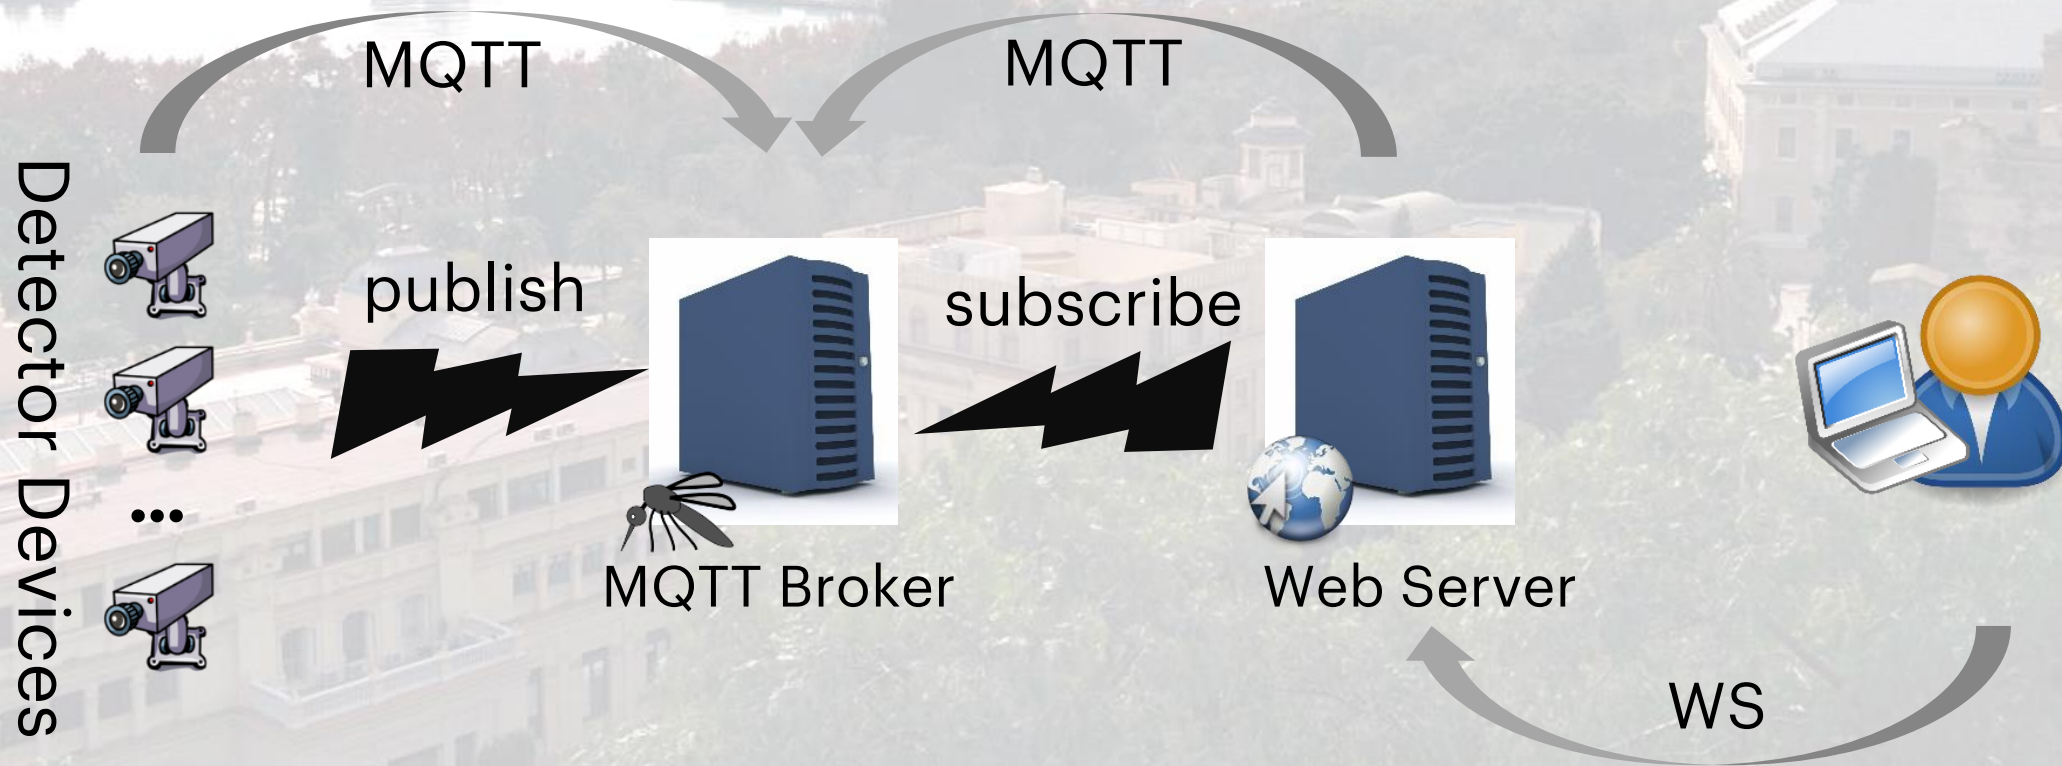 MQTT
MQTT
Detector Devices
publish
subscribe
...
MQTT Broker
Web Server
WS